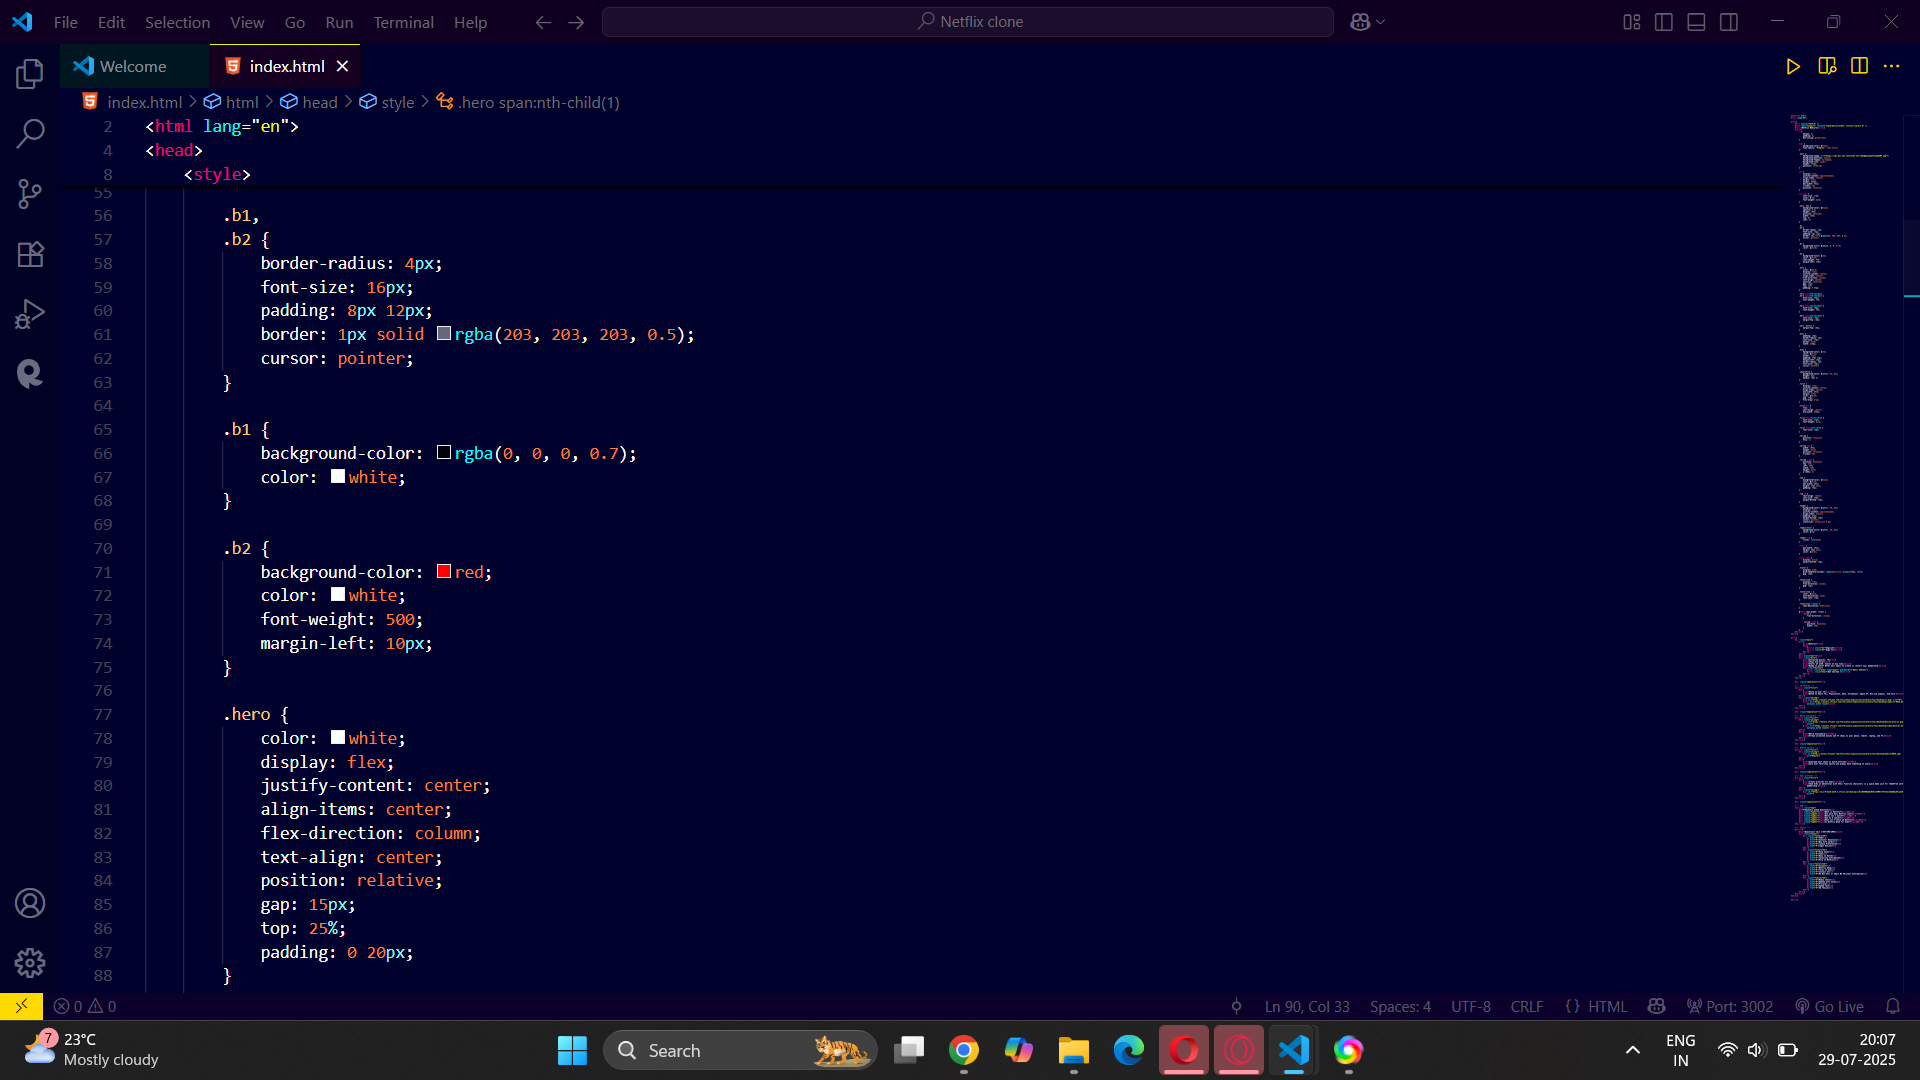 File Edit Selection View Go Run Terminal Help
Netflix clone
Welcome
index.html
index.html > html > head > style > .hero span:nth-child(1)
2 <html lang="en">
4 <head>
8 <style>
55
56 .b1,
57 .b2 {
58 border-radius: 4px;
59 font-size: 16px;
60 padding: 8px 12px;
61 border: 1px solid rgba(203, 203, 203, 0.5);
62 cursor: pointer;
63 }
64
65 .b1 {
66 background-color: rgba(0, 0, 0, 0.7);
67 color: white;
68 }
69
70 .b2 {
71 background-color: red;
72 color: white;
73 font-weight: 500;
74 margin-left: 10px;
75 }
76
77 .hero {
78 color: white;
79 display: flex;
80 justify-content: center;
81 align-items: center;
82 flex-direction: column;
83 text-align: center;
84 position: relative;
85 gap: 15px;
86 top: 25%;
87 padding: 0 20px;
88 }
0 0 Ln 90, Col 33 Spaces: 4 UTF-8 CRLF {} HTML Port: 3002 Go Live
7 23°C
Mostly cloudy
Search
ENG
IN
20:07
29-07-2025